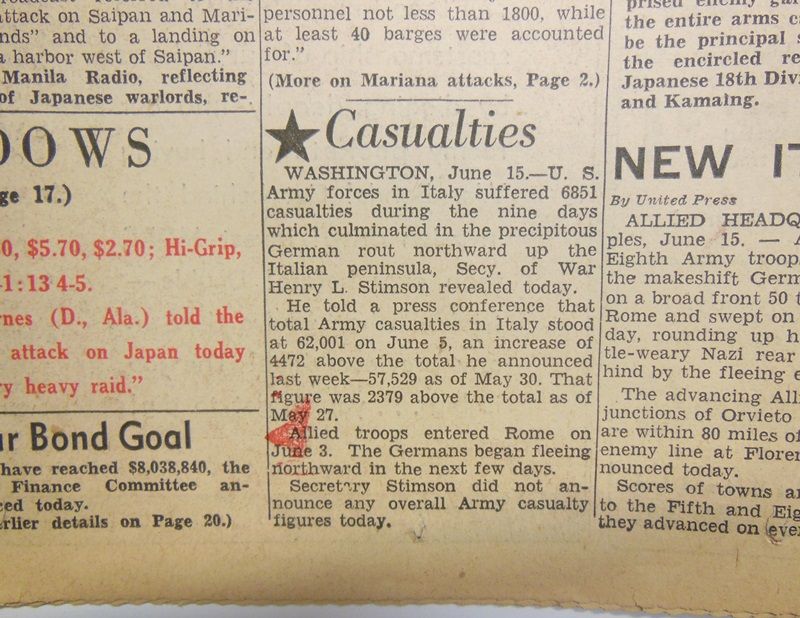 attack on Saipan and Mari-
nds" and to a landing on
a harbor west of Saipan."
Manila Radio, reflecting
of Japanese warlords, re-
DOWS
ge 17.)
0, $5.70, $2.70; Hi-Grip,
-1:13 4-5.
rnes (D., Ala.) told the
attack on Japan today
ry heavy raid."
ar Bond Goal
have reached $8,038,840, the
Finance Committee an-
ced today.
rlier details on Page 20.)
personnel not less than 1800, while
at least 40 barges were accounted
for."
(More on Mariana attacks, Page 2.)
★Casualties
WASHINGTON, June 15.—U. S.
Army forces in Italy suffered 6851
casualties during the nine days
which culminated in the precipitous
German rout northward up the
Italian peninsula, Secy. of War
Henry L. Stimson revealed today.
He told a press conference that
total Army casualties in Italy stood
at 62,001 on June 5, an increase of
4472 above the total he announced
last week—57,529 as of May 30. That
figure was 2379 above the total as of
May 27.
Allied troops entered Rome on
June 3. The Germans began fleeing
northward in the next few days.
Secretary Stimson did not an-
nounce any overall Army casualty
figures today.
prised enemy
the entire arms
be the principal
the encircled
Japanese 18th Div
and Kamaing.
NEW IT
By United Press
ALLIED HEADQ
ples, June 15. — A
Eighth Army troop
the makeshift Germ
on a broad front 50
Rome and swept on
day, rounding up
tle-weary Nazi rear
hind by the fleeing
The advancing Alli
junctions of Orvieto
are within 80 miles of
enemy line at Floren
nounced today.
Scores of towns
to the Fifth and Eig
they advanced on